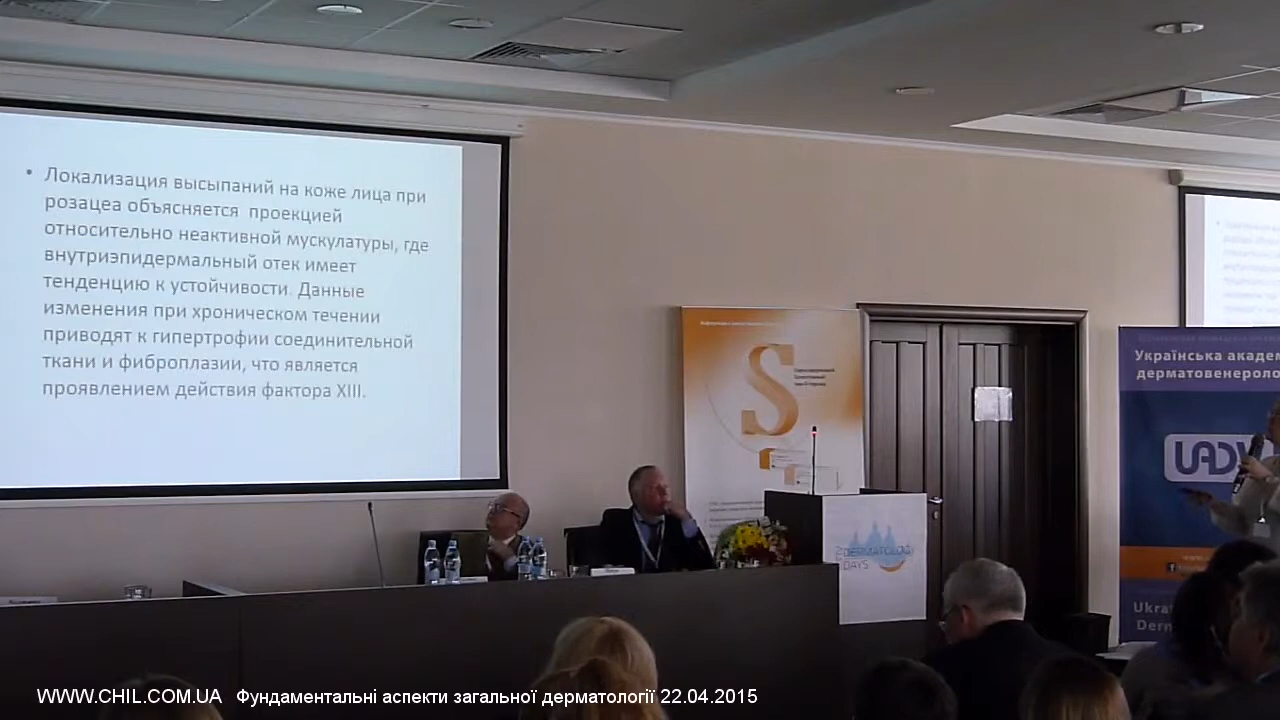 • Локализация высыпаний на коже лица при
розацеа объясняется проекцией
относительно неактивной мускулатуры, где
внутриэпидермальный отек имеет
тенденцию к устойчивости. Данные
изменения при хроническом течении
приводят к гипертрофии соединительной
ткани и фиброплазии, что является
проявлением действия фактора XIII.
S
Українська академ
дерматовенероло
UADV
DERMATOLOGY
DAYS
Ukra
Derm
WWW.CHIL.COM.UA Фундаментальні аспекти загальної дерматології 22.04.2015